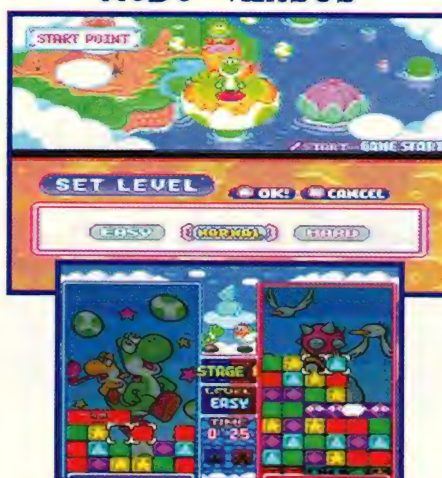 START POINT
START GAME START
SET LEVEL
OK! CANCEL
EASY NORMAL HARD
STAGE
LEVEL
EASY
TIME
0 25